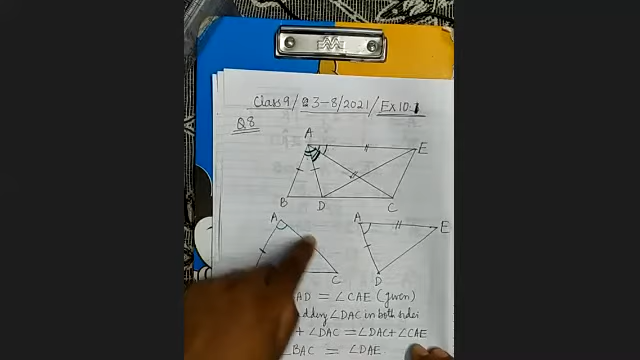 Class 9 / 23-8/2021/ Ex 10.1
Q8
A
E
B D C
A
A E
C
D
AD = ∠CAE (given)
adding ∠DAC in both sides
+ ∠DAC = ∠DAC + ∠CAE
∠BAC = ∠DAE.